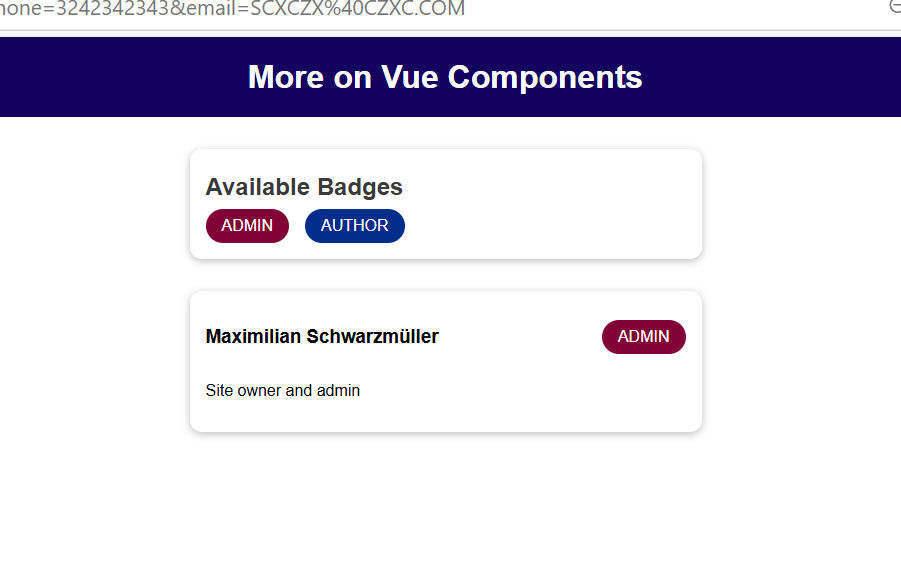 hone=3242342343&email=SCXCZX%40CZXC.COM
More on Vue Components
Available Badges
ADMIN AUTHOR
Maximilian Schwarzmüller ADMIN
Site owner and admin